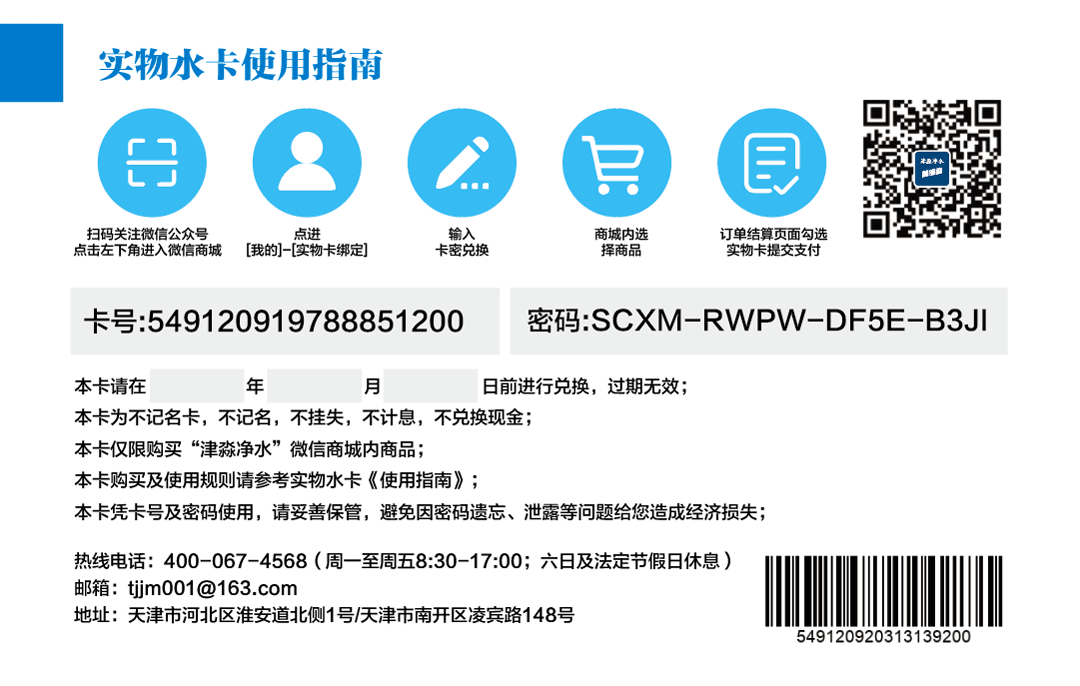 实物水卡使用指南
扫码关注微信公众号
点击左下角进入微信商城
点进
[我的]-[实物卡绑定]
输入
卡密兑换
商城内选
择商品
订单结算页面勾选
实物卡提交支付
津淼净水
卡号:549120919788851200
密码:SCXM-RWPW-DF5E-B3JI
本卡请在 年 月 日前进行兑换，过期无效；
本卡为不记名卡，不记名，不挂失，不计息，不兑换现金；
本卡仅限购买“津淼净水”微信商城内商品；
本卡购买及使用规则请参考实物水卡《使用指南》；
本卡凭卡号及密码使用，请妥善保管，避免因密码遗忘、泄露等问题给您造成经济损失；
热线电话：400-067-4568（周一至周五8:30-17:00；六日及法定节假日休息）
邮箱：tjjm001@163.com
地址：天津市河北区淮安道北侧1号/天津市南开区凌宾路148号
549120920313139200